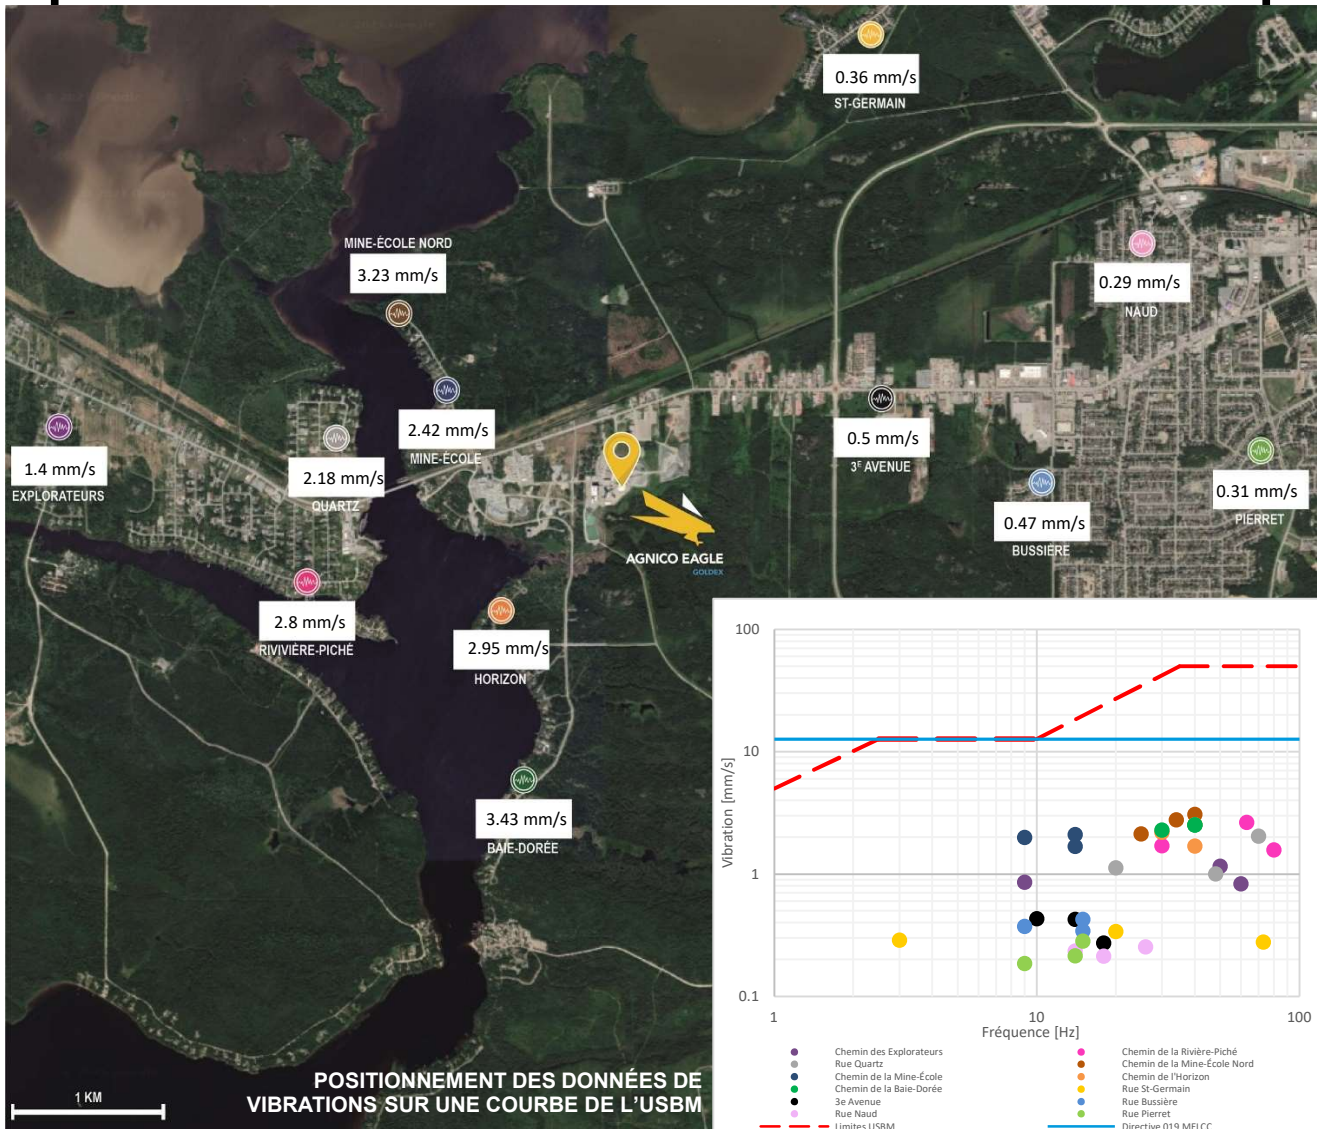 0.36 mm/s
ST-GERMAIN
MINE-ÉCOLE NORD
3.23 mm/s
0.29 mm/s
NAUD
2.42 mm/s
MINE-ÉCOLE
1.4 mm/s
EXPLORATEURS
2.18 mm/s
QUARTZ
0.5 mm/s
3E AVENUE
0.47 mm/s
BUSSIÈRE
0.31 mm/s
PIERRET
AGNICO EAGLE
GOLDEX
2.8 mm/s
RIVIVIÈRE-PICHÉ
2.95 mm/s
HORIZON
3.43 mm/s
BAIE-DORÉE
POSITIONNEMENT DES DONNÉES DE
VIBRATIONS SUR UNE COURBE DE L'USBM
1 KM
100
10
1
0.1
Vibration [mm/s]
1
10
100
Fréquence [Hz]
Chemin des Explorateurs
Chemin de la Rivière-Piché
Rue Quartz
Chemin de la Mine-École Nord
Chemin de la Mine-École
Chemin de l'Horizon
Chemin de la Baie-Dorée
Rue St-Germain
3e Avenue
Rue Bussière
Rue Naud
Rue Pierret
Limites USBM
Directive 019 MELCC